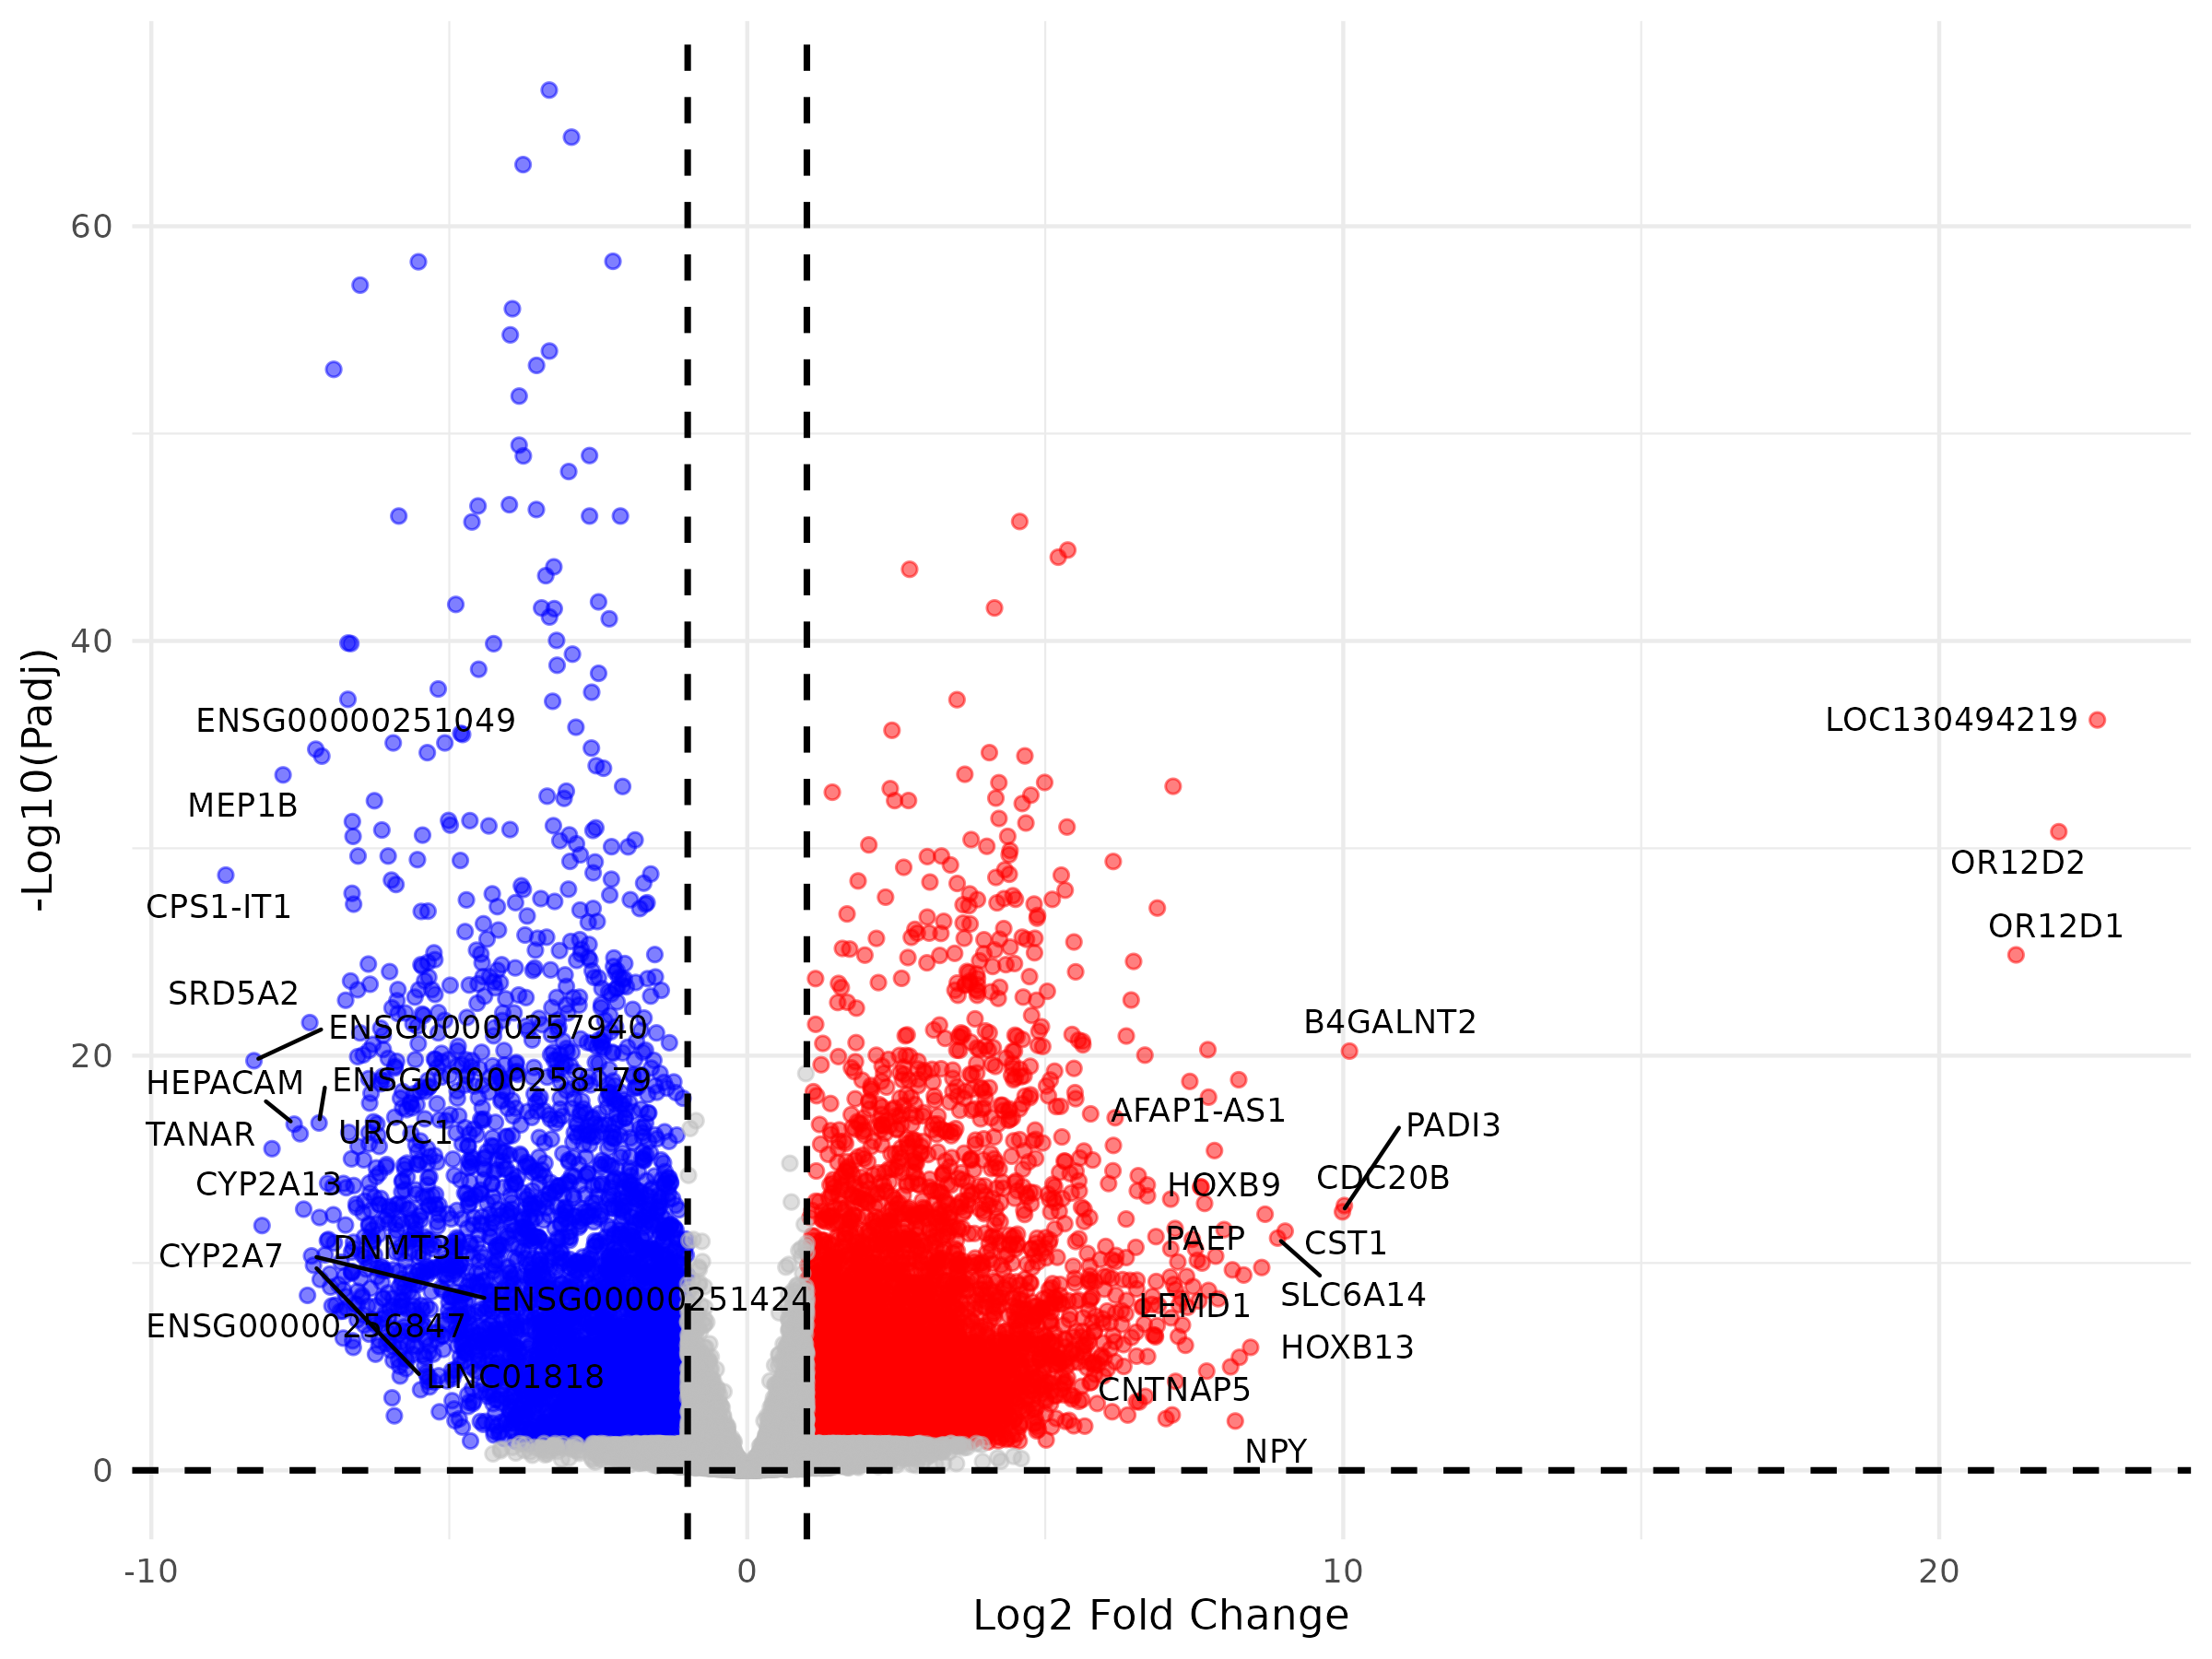 60
40
20
0
-Log10(Padj)
ENSG00000251049
LOC130494219
MEP1B
OR12D2
CPS1-IT1
OR12D1
SRD5A2
ENSG00000257940
B4GALNT2
HEPACAM
ENSG00000258179
AFAP1-AS1
PADI3
TANAR
UROC1
CYP2A13
HOXB9
CDC20B
CYP2A7
DNMT3L
PAEP
CST1
ENSG00000251424
LEMD1
SLC6A14
ENSG00000256847
HOXB13
LINC01818
CNTNAP5
NPY
-10
0
10
20
Log2 Fold Change